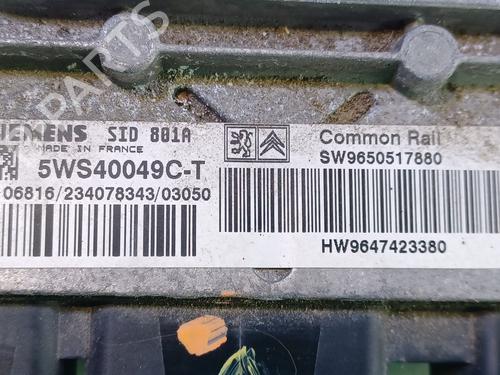 SIEMENS SID 801A
MADE IN FRANCE
5WS40049C-T
06816/234078343/03050
Common Rail
SW9650517880
HW9647423380
PARTS